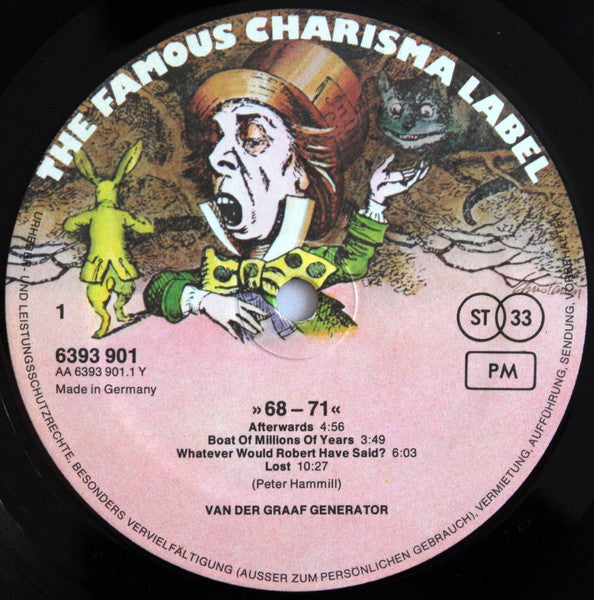 THE FAMOUS CHARISMA LABEL
1
6393 901
AA 6393 901.1 Y
Made in Germany
ST 33
PM
»68 – 71«
Afterwards 4:56
Boat Of Millions Of Years 3:49
Whatever Would Robert Have Said? 6:03
Lost 10:27
(Peter Hammill)
VAN DER GRAAF GENERATOR
URHEBER- UND LEISTUNGSSCHUTZRECHTE, BESONDERS VERVIELFÄLTIGUNG (AUSSER ZUM PERSÖNLICHEN GEBRAUCH), VERMIETUNG, AUFFÜHRUNG, SENDUNG, VORBEHALTEN